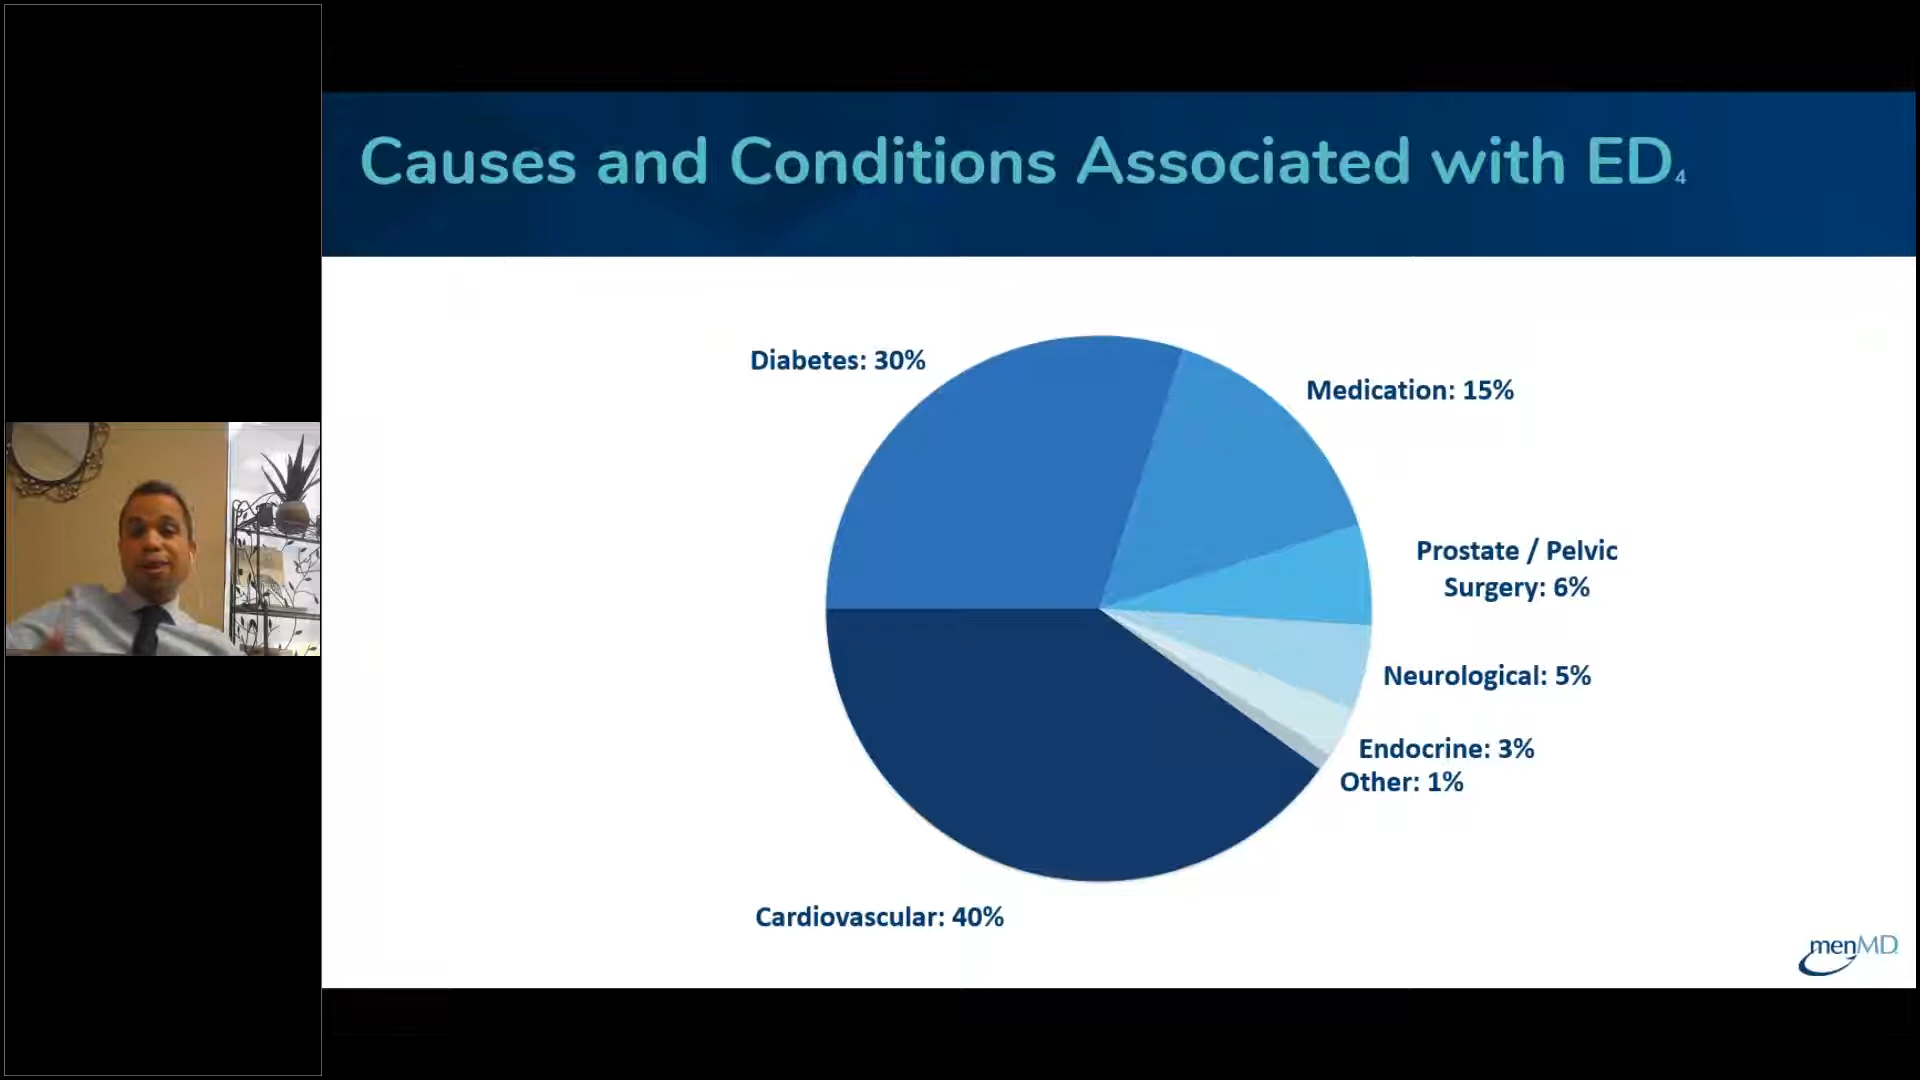 Causes and Conditions Associated with ED4
Diabetes: 30%
Medication: 15%
Prostate / Pelvic
Surgery: 6%
Neurological: 5%
Endocrine: 3%
Other: 1%
Cardiovascular: 40%
menMD